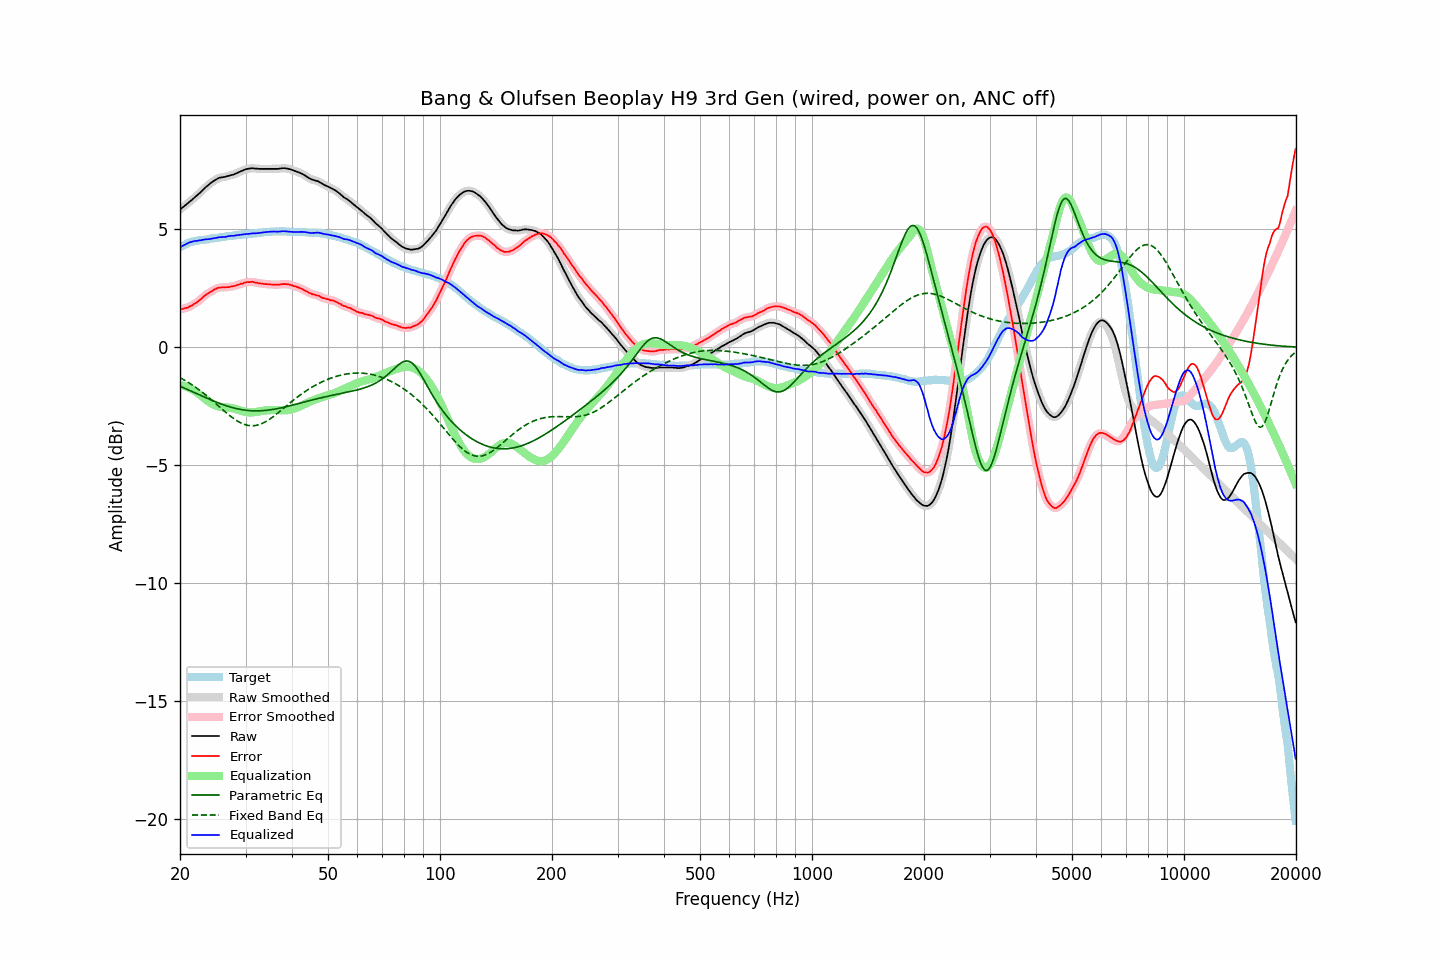 Bang & Olufsen Beoplay H9 3rd Gen (wired, power on, ANC off)
5
0
−5
−10
−15
−20
Amplitude (dBr)
Target
Raw Smoothed
Error Smoothed
Raw
Error
Equalization
Parametric Eq
Fixed Band Eq
Equalized
20 50 100 200 500 1000 2000 5000 10000 20000
Frequency (Hz)